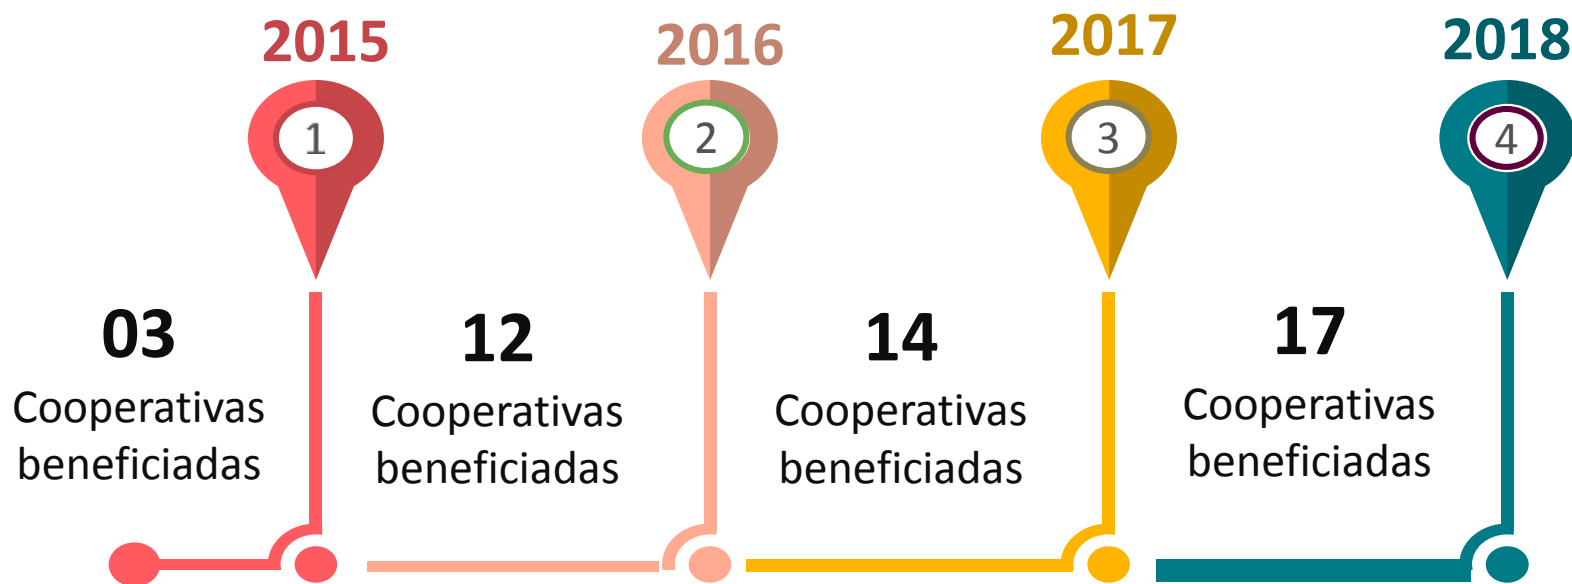 2015
2016
2017
2018
1
2
3
4
03
Cooperativas
beneficiadas
12
Cooperativas
beneficiadas
14
Cooperativas
beneficiadas
17
Cooperativas
beneficiadas